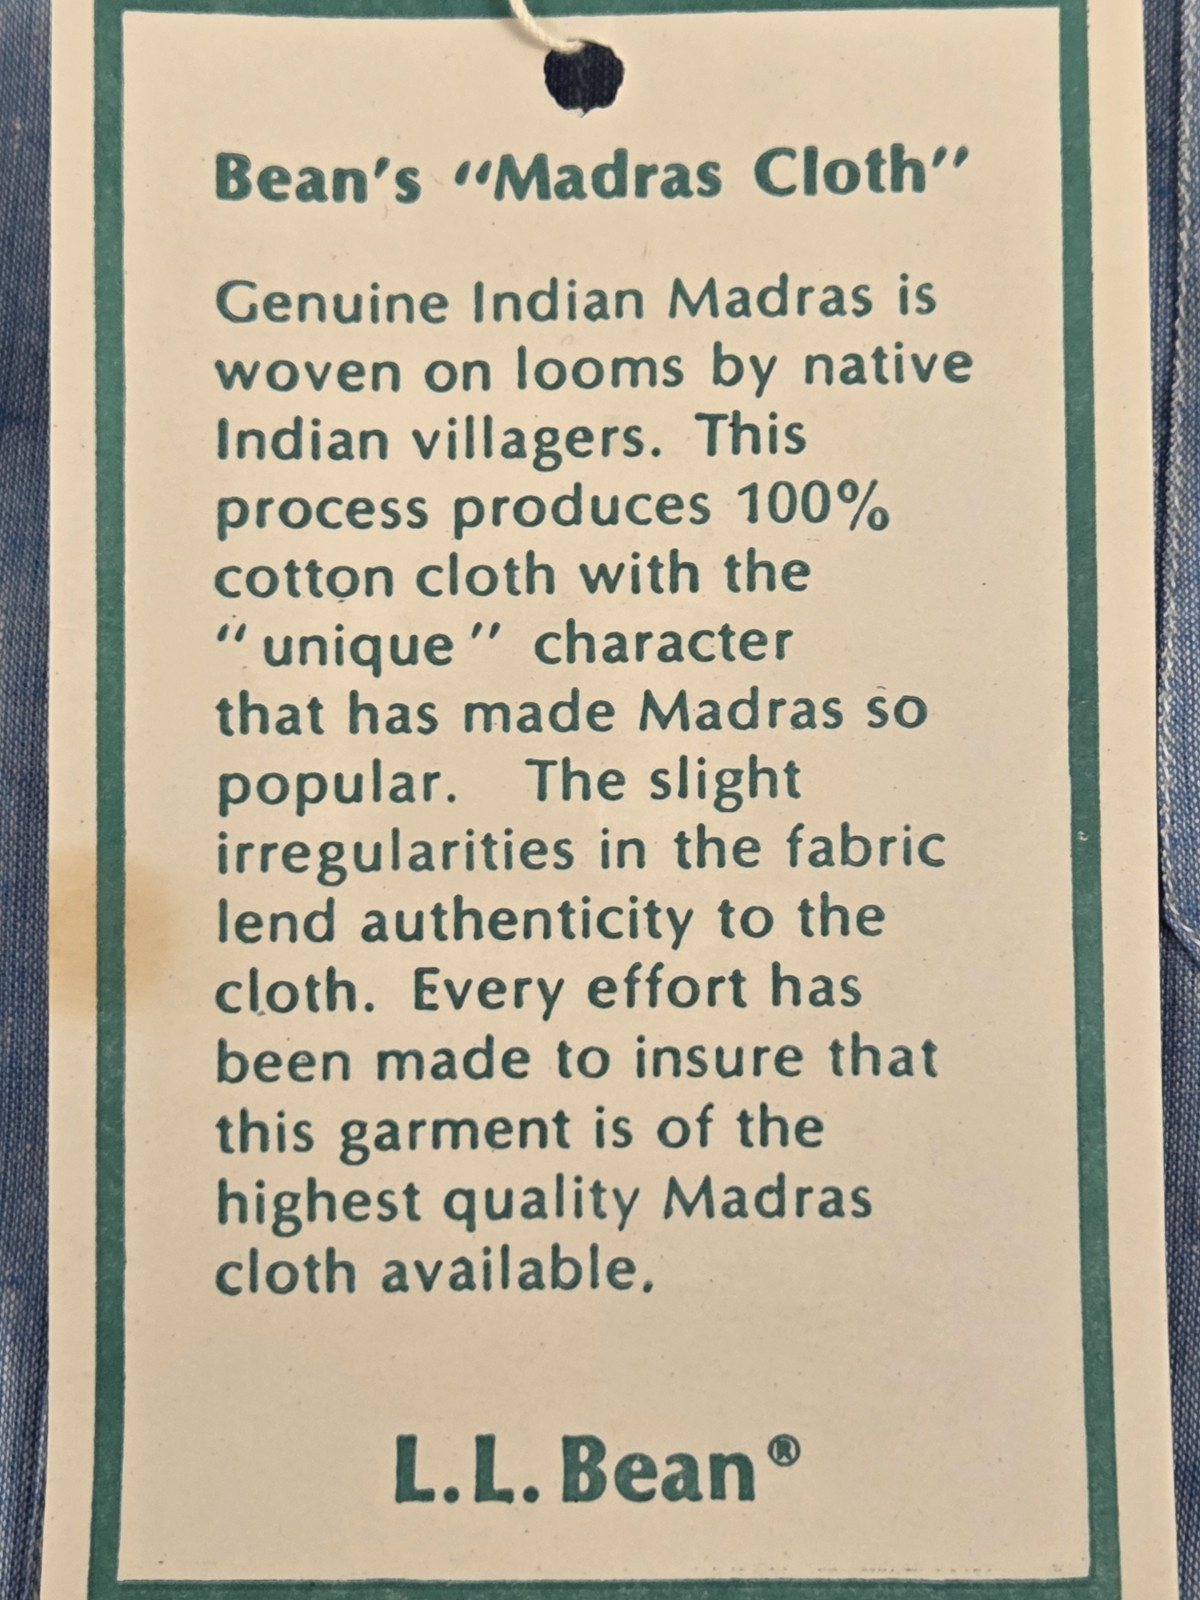 Bean's "Madras Cloth"
Genuine Indian Madras is
woven on looms by native
Indian villagers. This
process produces 100%
cotton cloth with the
"unique" character
that has made Madras so
popular. The slight
irregularities in the fabric
lend authenticity to the
cloth. Every effort has
been made to insure that
this garment is of the
highest quality Madras
cloth available.
L.L. Bean®